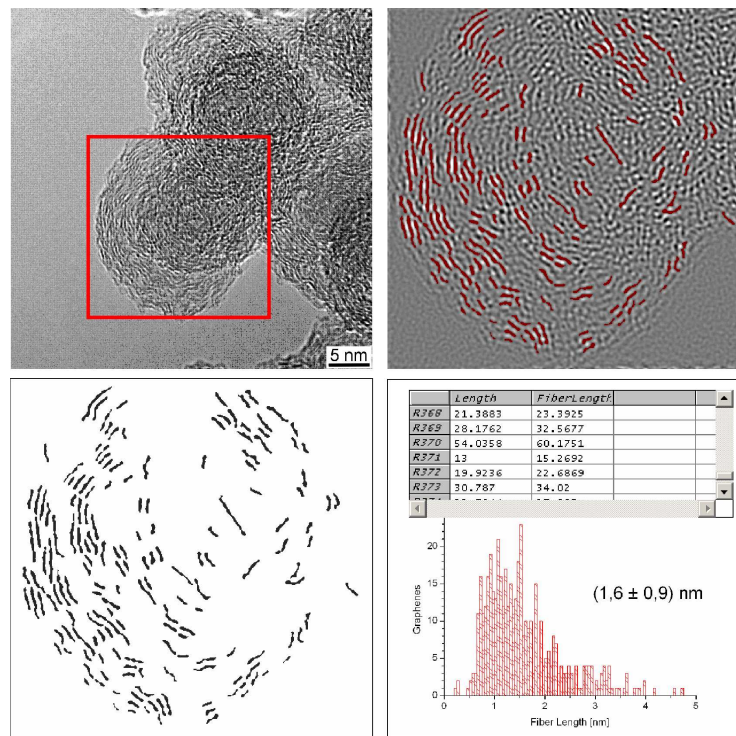 5 nm
Length FiberLength
R368 21.3883 23.3925
R369 28.1762 32.5677
R370 54.0358 60.1751
R371 13 15.2692
R372 19.9236 22.6869
R373 30.787 34.02
(1,6 ± 0,9) nm
Graphenes
20
15
10
5
0
0 1 2 3 4 5
Fiber Length [nm]